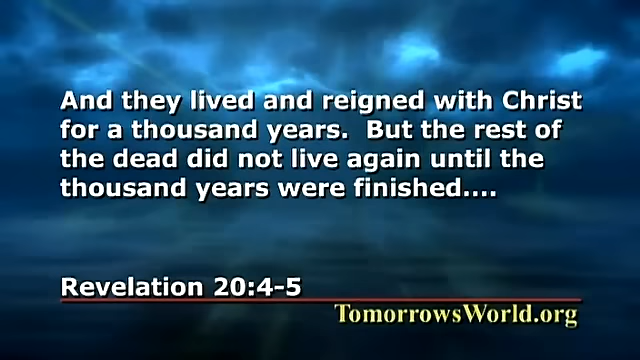 And they lived and reigned with Christ
for a thousand years.  But the rest of
the dead did not live again until the
thousand years were finished....
Revelation 20:4-5
TomorrowsWorld.org